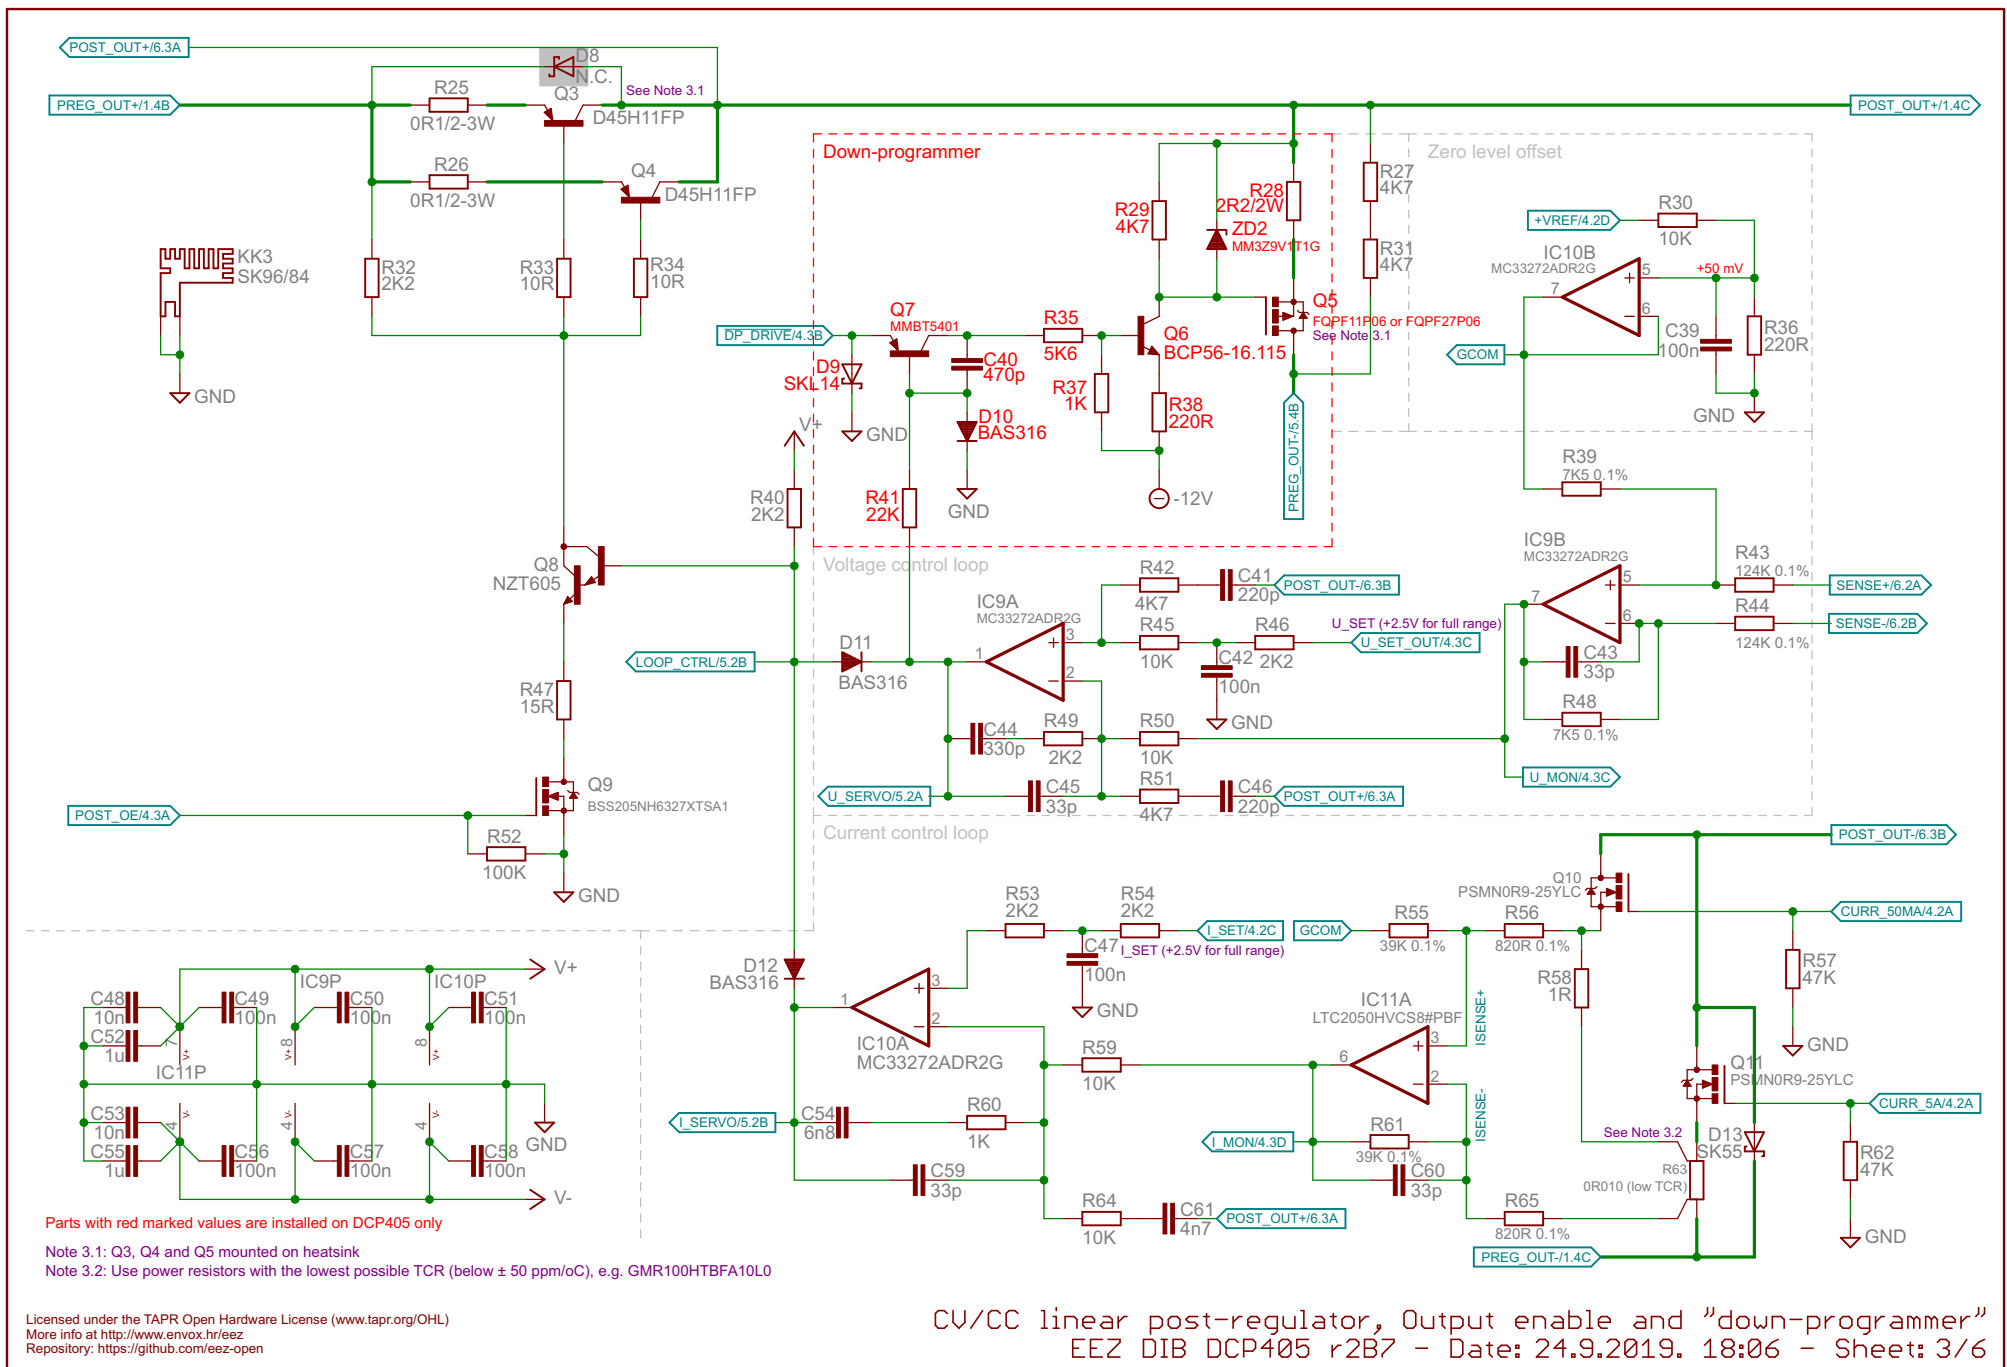 POST_OUT+/6.3A
D8
N.C.
PREG_OUT+/1.4B
R25
0R1/2-3W
Q3
D45H11FP
See Note 3.1
POST_OUT+/1.4C
R26
0R1/2-3W
Q4
D45H11FP
KK3
SK96/84
GND
R32
2K2
R33
10R
R34
10R
Down-programmer
R29
4K7
R28
2R2/2W
ZD2
MM3Z9V1T1G
R27
4K7
R31
4K7
Q7
MMBT5401
DP_DRIVE/4.3B
D9
SKL14
GND
C40
470p
D10
BAS316
GND
R35
5K6
R37
1K
Q6
BCP56-16.115
R38
220R
-12V
Q5
FQPF11P06 or FQPF27P06
See Note 3.1
PREG_OUT-/5.4B
R41
22K
Zero level offset
+VREF/4.2D
R30
10K
IC10B
MC33272ADR2G
+50 mV
5
6
7
C39
100n
R36
220R
GCOM
GND
V+
R40
2K2
R39
7K5 0.1%
Q8
NZT605
Voltage control loop
R42
4K7
C41
220p
POST_OUT-/6.3B
IC9A
MC33272ADR2G
3
2
1
R45
10K
U_SET (+2.5V for full range)
R46
2K2
U_SET_OUT/4.3C
C42
100n
GND
IC9B
MC33272ADR2G
5
6
7
R43
124K 0.1%
SENSE+/6.2A
R44
124K 0.1%
SENSE-/6.2B
C43
33p
R48
7K5 0.1%
U_MON/4.3C
LOOP_CTRL/5.2B
D11
BAS316
R47
15R
C44
330p
R49
2K2
R50
10K
U_SERVO/5.2A
C45
33p
R51
4K7
C46
220p
POST_OUT+/6.3A
Q9
BSS205NH6327XTSA1
POST_OE/4.3A
R52
100K
GND
Current control loop
POST_OUT-/6.3B
Q10
PSMN0R9-25YLC
CURR_50MA/4.2A
R53
2K2
R54
2K2
I_SET/4.2C
I_SET (+2.5V for full range)
C47
100n
GND
GCOM
R55
39K 0.1%
R56
820R 0.1%
R58
1R
R57
47K
GND
D12
BAS316
IC10A
MC33272ADR2G
3
2
1
IC11A
LTC2050HVCS8#PBF
3
2
6
ISENSE+
ISENSE-
R59
10K
Q11
PSMN0R9-25YLC
CURR_5A/4.2A
I_SERVO/5.2B
C54
6n8
R60
1K
I_MON/4.3D
R61
39K 0.1%
C60
33p
C59
33p
See Note 3.2
D13
SK55
R63
0R010 (low TCR)
R62
47K
GND
R64
10K
C61
4n7
POST_OUT+/6.3A
R65
820R 0.1%
PREG_OUT-/1.4C
V+
C48
10n
C49
100n
IC9P
C50
100n
IC10P
C51
100n
C52
1u
7
V+
8
V+
8
V+
IC11P
C53
10n
4
V-
4
V-
4
V-
GND
C55
1u
C56
100n
C57
100n
C58
100n
V-
Parts with red marked values are installed on DCP405 only
Note 3.1: Q3, Q4 and Q5 mounted on heatsink
Note 3.2: Use power resistors with the lowest possible TCR (below ± 50 ppm/oC), e.g. GMR100HTBFA10L0
Licensed under the TAPR Open Hardware License (www.tapr.org/OHL)
More info at http://www.envox.hr/eez
Repository: https://github.com/eez-open
CV/CC linear post-regulator, Output enable and "down-programmer"
EEZ DIB DCP405 r2B7 - Date: 24.9.2019. 18:06 - Sheet: 3/6